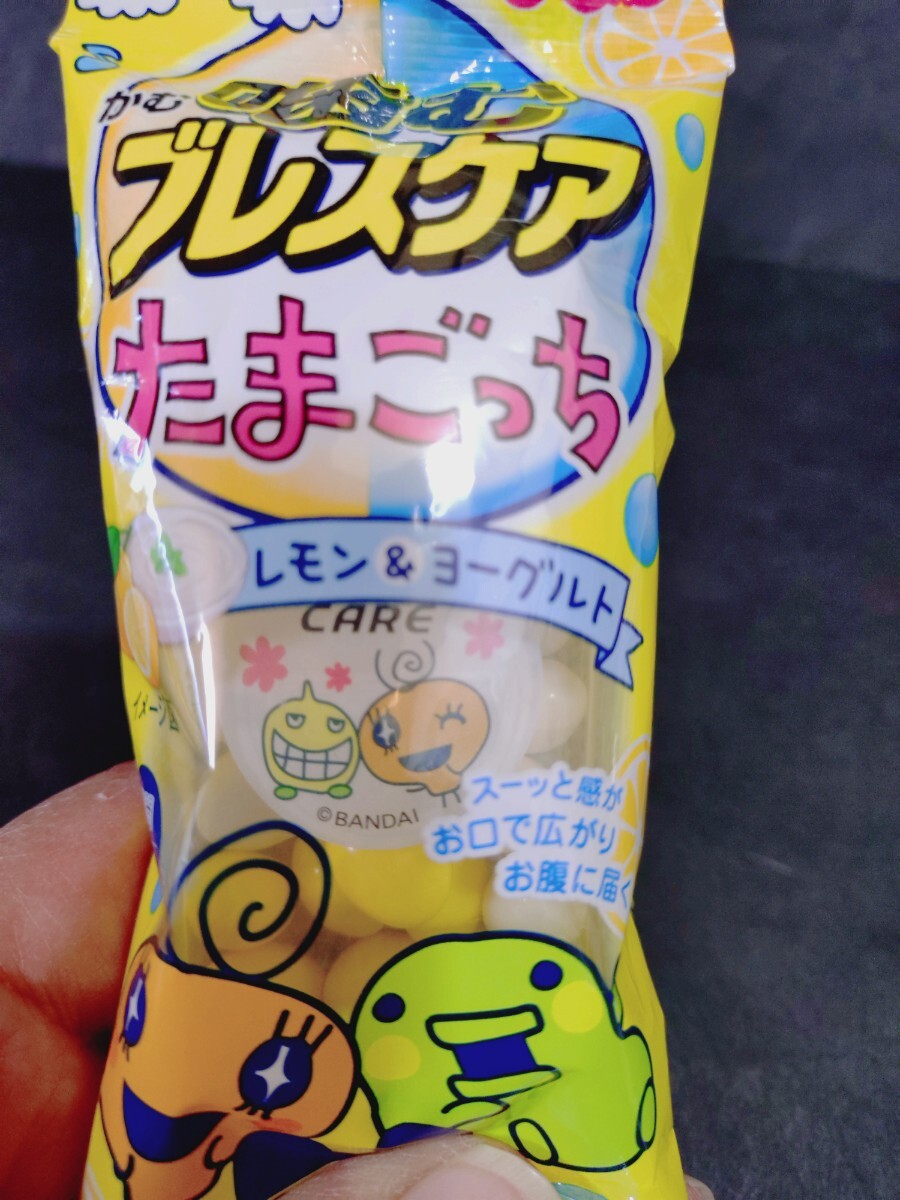 かむ
ブレスケア
たまごっち
レモン&ヨーグルト
CARE
©BANDAI
イメージ図
スーッと感が
お口で広がり
お腹に届く